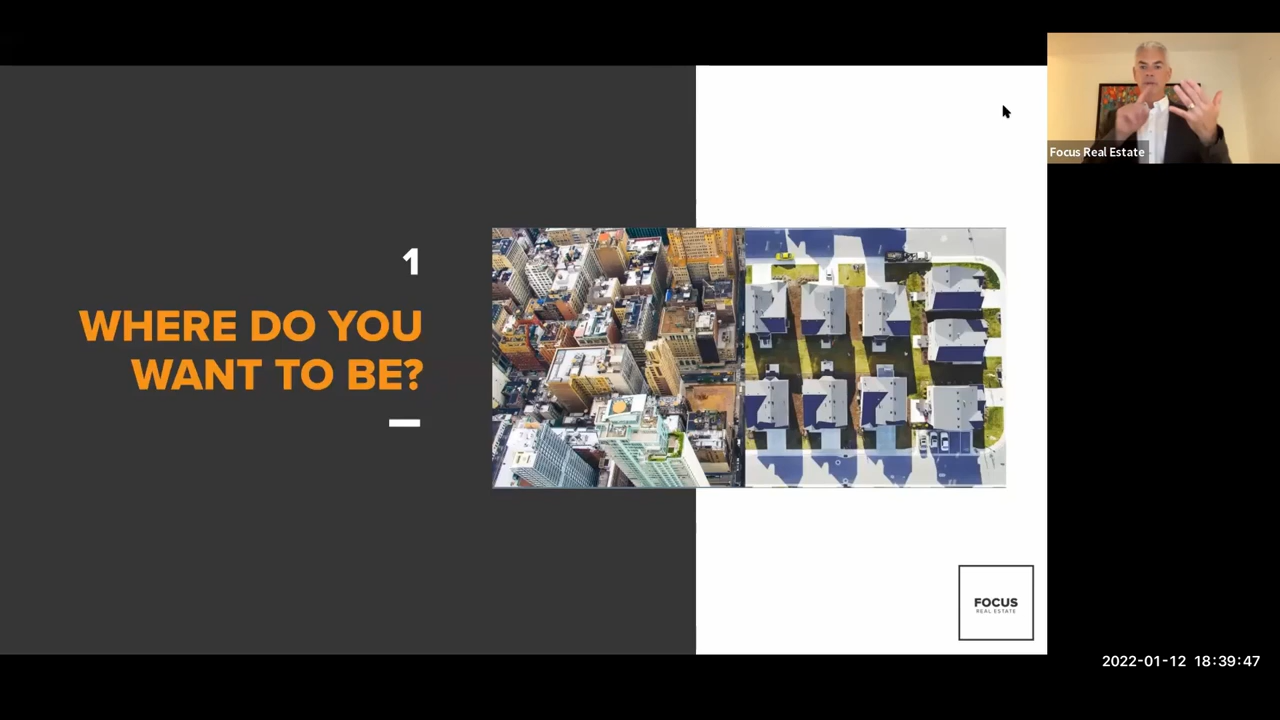 1
WHERE DO YOU
WANT TO BE?
Focus Real Estate
FOCUS
REAL ESTATE
2022-01-12 18:39:47